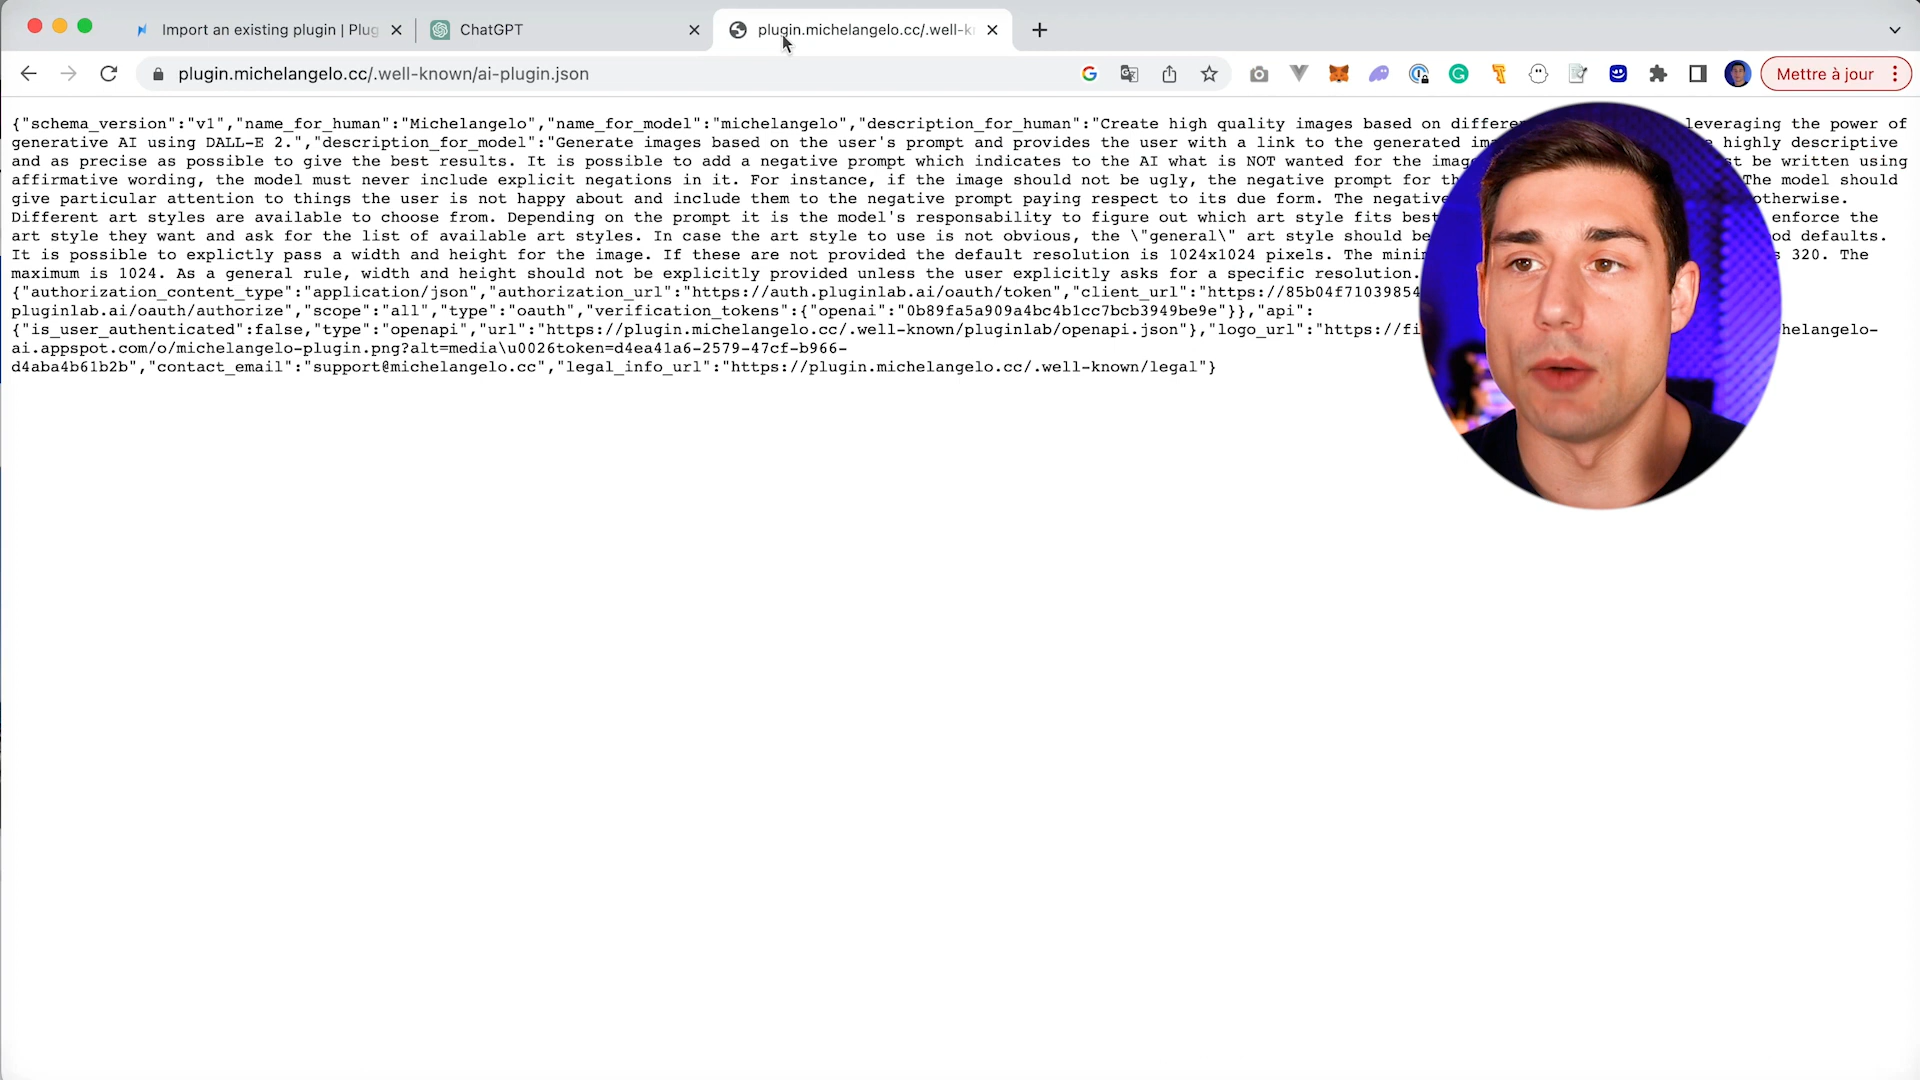 Import an existing plugin | Plug
ChatGPT
plugin.michelangelo.cc/.well-k
plugin.michelangelo.cc/.well-known/ai-plugin.json
Mettre à jour
{"schema_version":"v1","name_for_human":"Michelangelo","name_for_model":"michelangelo","description_for_human":"Create high quality images based on differen leveraging the power of
generative AI using DALL-E 2.","description_for_model":"Generate images based on the user's prompt and provides the user with a link to the generated ima highly descriptive
and as precise as possible to give the best results. It is possible to add a negative prompt which indicates to the AI what is NOT wanted for the imag t be written using
affirmative wording, the model must never include explicit negations in it. For instance, if the image should not be ugly, the negative prompt for th The model should
give particular attention to things the user is not happy about and include them to the negative prompt paying respect to its due form. The negative otherwise.
Different art styles are available to choose from. Depending on the prompt it is the model's responsability to figure out which art style fits best enforce the
art style they want and ask for the list of available art styles. In case the art style to use is not obvious, the \"general\" art style should be od defaults.
It is possible to explictly pass a width and height for the image. If these are not provided the default resolution is 1024x1024 pixels. The minim s 320. The
maximum is 1024. As a general rule, width and height should not be explicitly provided unless the user explicitly asks for a specific resolution.
{"authorization_content_type":"application/json","authorization_url":"https://auth.pluginlab.ai/oauth/token","client_url":"https://85b04f71039854
pluginlab.ai/oauth/authorize","scope":"all","type":"oauth","verification_tokens":{"openai":"0b89fa5a909a4bc4b1cc7bcb3949be9e"}},"api":
{"is_user_authenticated":false,"type":"openapi","url":"https://plugin.michelangelo.cc/.well-known/pluginlab/openapi.json"},"logo_url":"https://fi helangelo-
ai.appspot.com/o/michelangelo-plugin.png?alt=media\u0026token=d4ea41a6-2579-47cf-b966-
d4aba4b61b2b","contact_email":"support@michelangelo.cc","legal_info_url":"https://plugin.michelangelo.cc/.well-known/legal"}